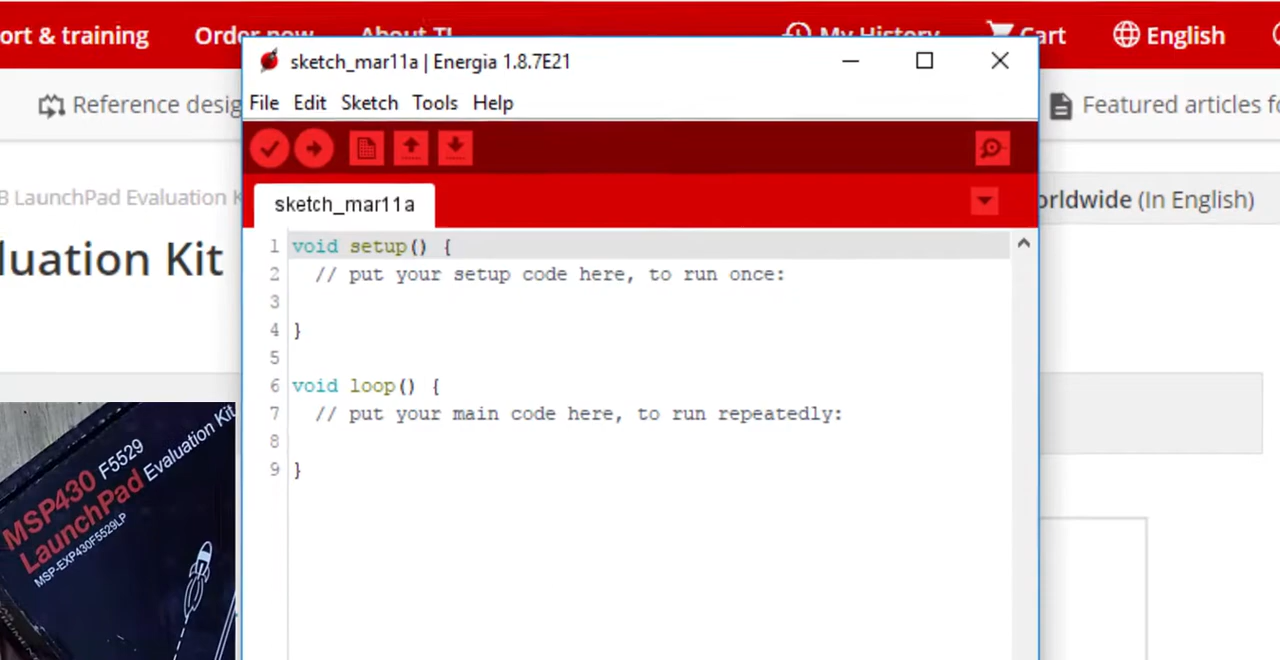 ort & training
Order now
About TI
My History
Cart
English
Reference desig
Featured articles fo
B LaunchPad Evaluation K
orldwide (In English)
luation Kit
sketch_mar11a | Energia 1.8.7E21
File Edit Sketch Tools Help
sketch_mar11a
1 void setup() {
2 // put your setup code here, to run once:
3
4 }
5
6 void loop() {
7 // put your main code here, to run repeatedly:
8
9 }
MSP430 F5529
LaunchPad Evaluation Kit
MSP-EXP430F5529LP